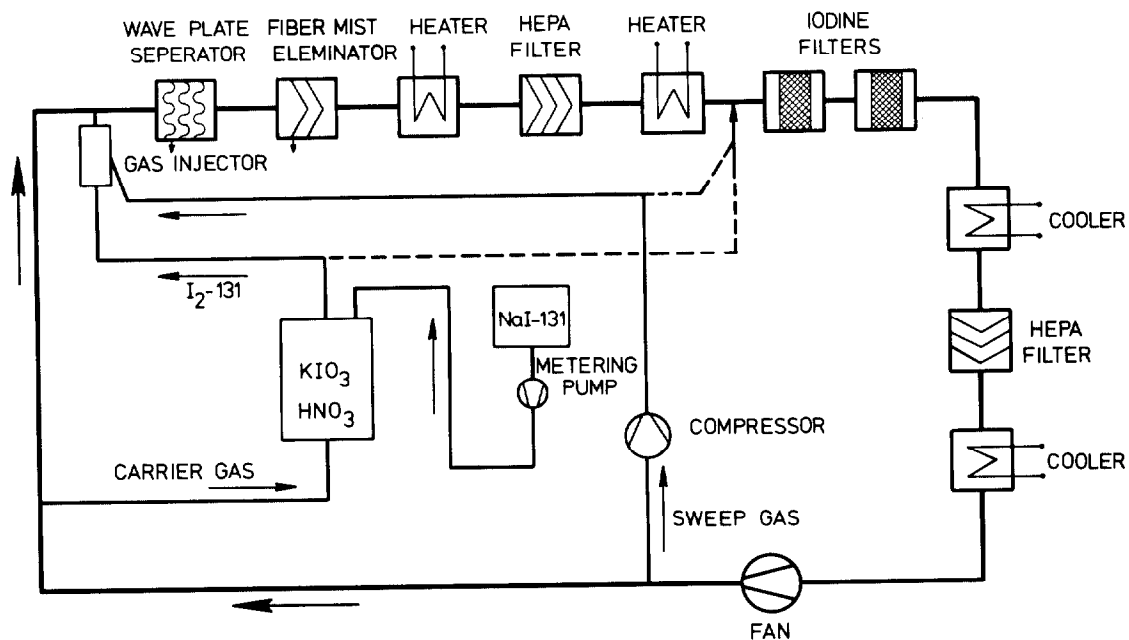 WAVE PLATE
SEPERATOR
FIBER MIST
ELEMINATOR
HEATER
HEPA
FILTER
HEATER
IODINE
FILTERS
GAS INJECTOR
I2-131
NaI-131
METERING
PUMP
KIO3
HNO3
CARRIER GAS
COMPRESSOR
SWEEP GAS
COOLER
HEPA
FILTER
COOLER
FAN